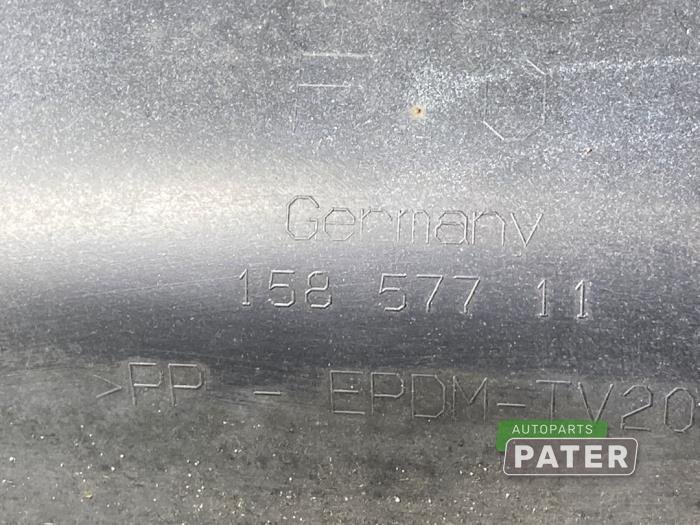 Germany
158 577 11
>PP - EPDM-TV20
AUTOPARTS
PATER